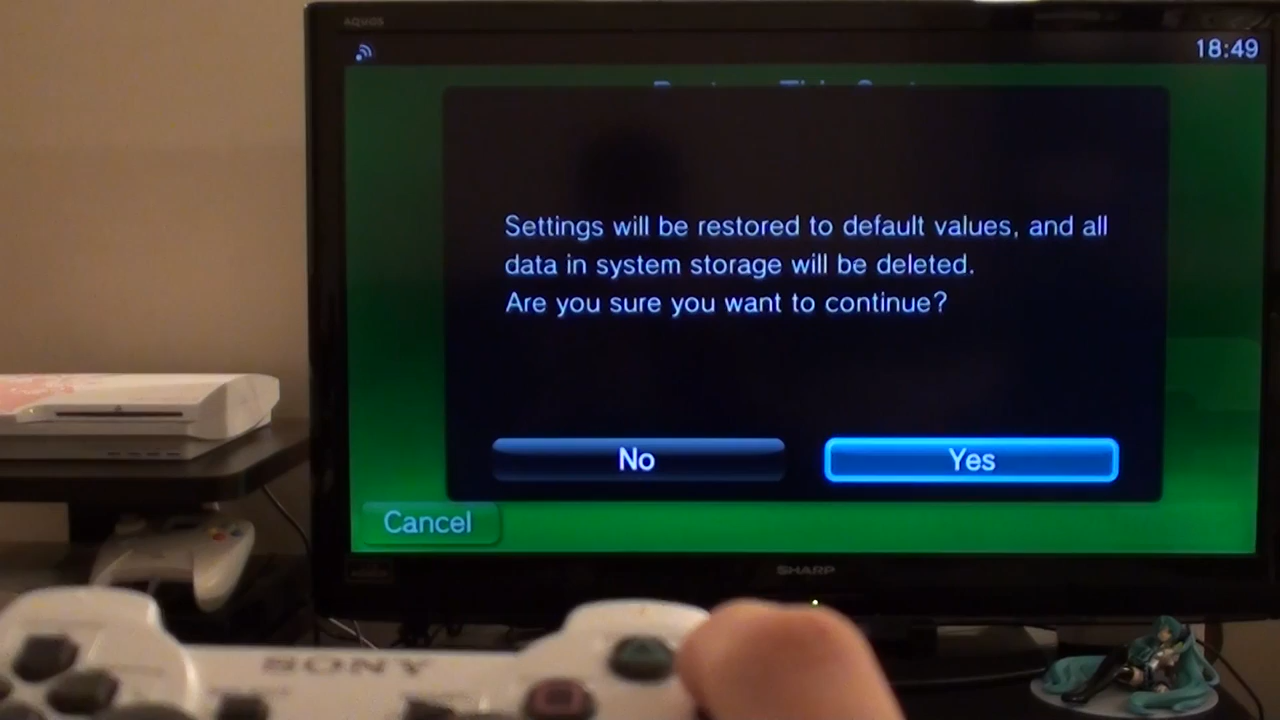 AQUOS
18:49
Settings will be restored to default values, and all
data in system storage will be deleted.
Are you sure you want to continue?
No
Yes
Cancel
SHARP
SONY